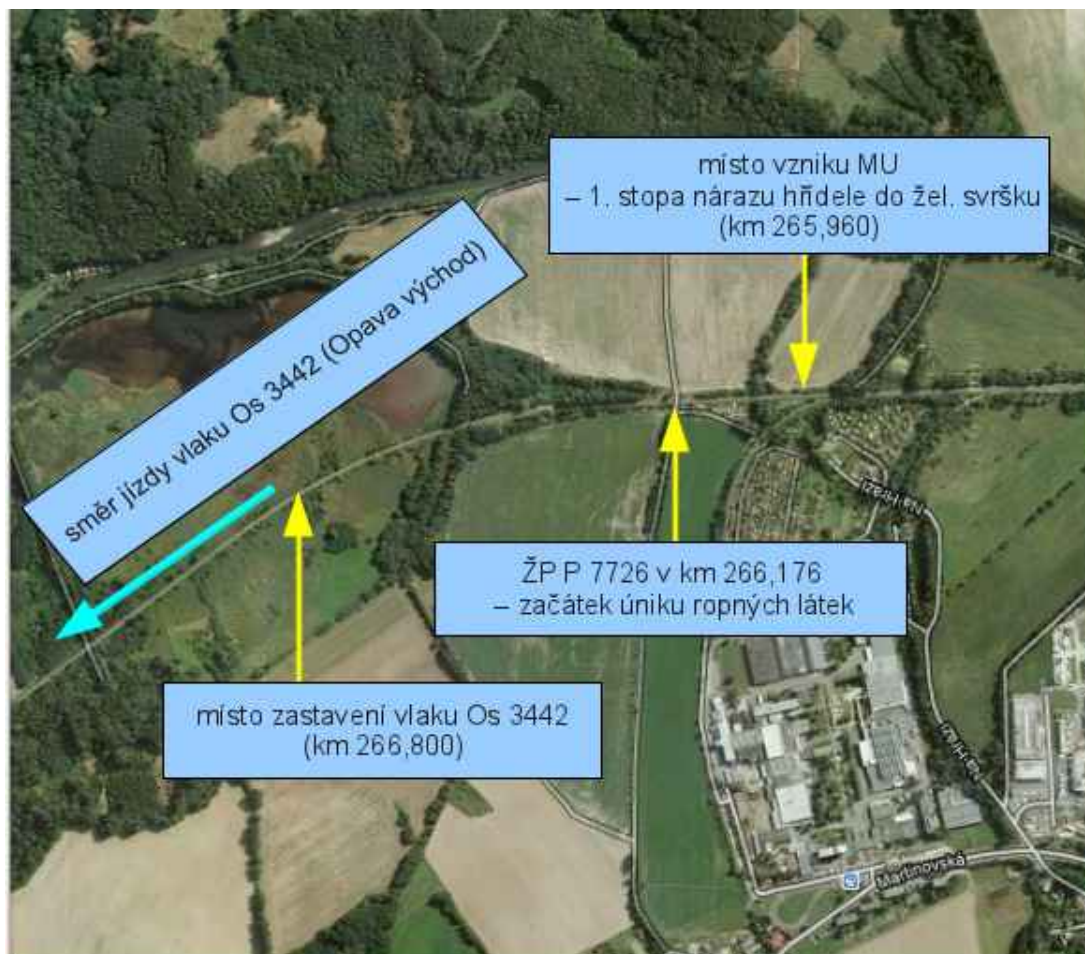 místo vzniku MU
– 1. stopa nárazu hřídele do žel. svršku
(km 265,960)
směr jízdy vlaku Os 3442 (Opava východ)
Na Hrázi
ŽP P 7726 v km 266,176
– začátek úniku ropných látek
místo zastavení vlaku Os 3442
(km 266,800)
Na Hrázi
Martinovská